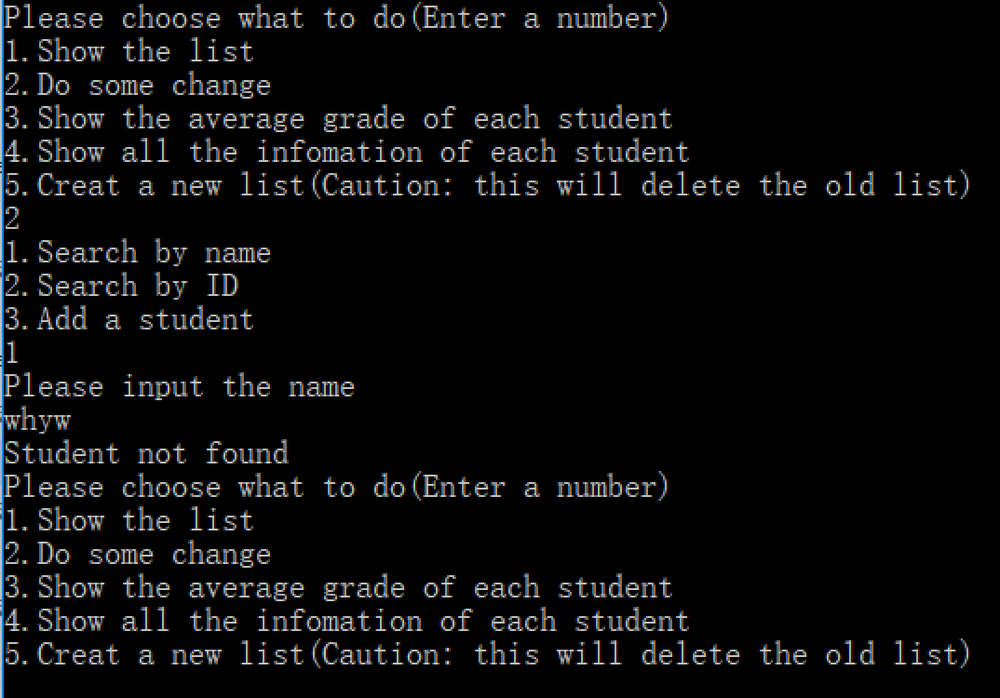 Please choose what to do(Enter a number)
1.Show the list
2.Do some change
3.Show the average grade of each student
4.Show all the infomation of each student
5.Creat a new list(Caution: this will delete the old list)
2
1.Search by name
2.Search by ID
3.Add a student
1
Please input the name
whyw
Student not found
Please choose what to do(Enter a number)
1.Show the list
2.Do some change
3.Show the average grade of each student
4.Show all the infomation of each student
5.Creat a new list(Caution: this will delete the old list)